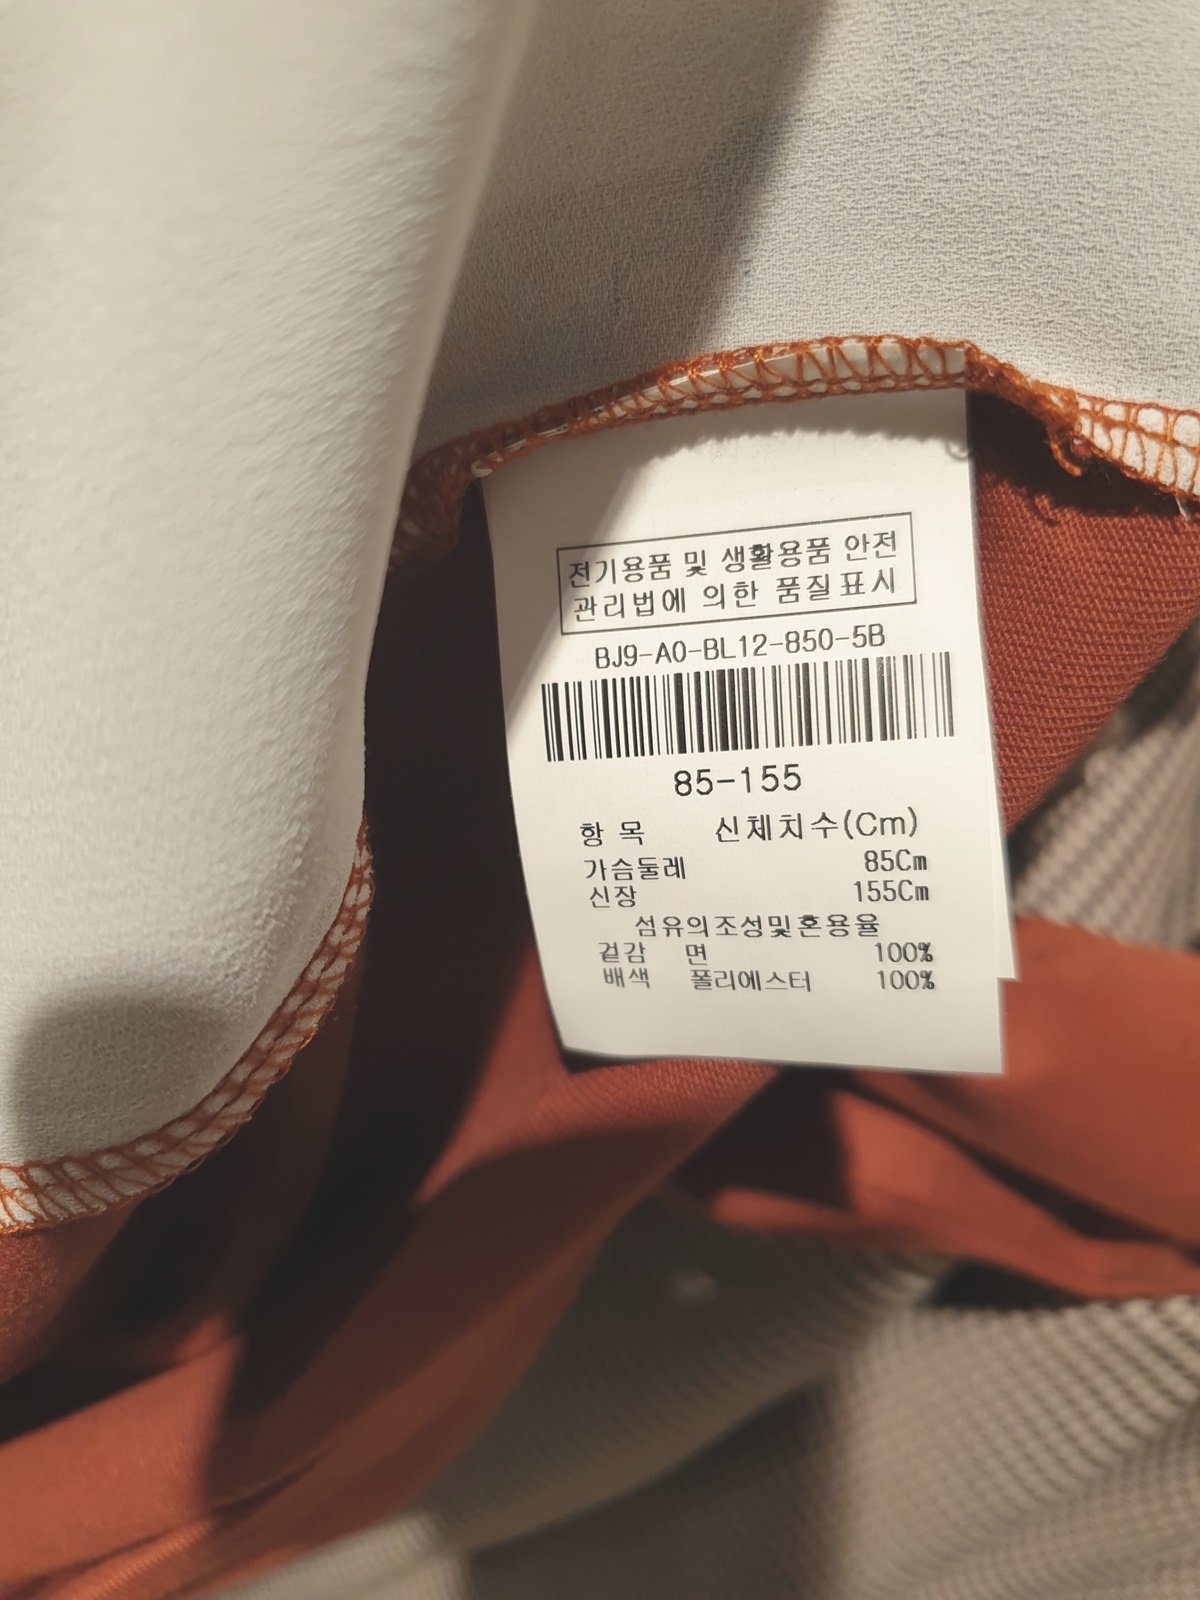 전기용품 및 생활용품 안전
관리법에 의한 품질표시
BJ9-A0-BL12-850-5B
85-155
항 목 신체치수(Cm)
가슴둘레 85Cm
신장 155Cm
섬유의조성및혼용율
겉감 면 100%
배색 폴리에스터 100%